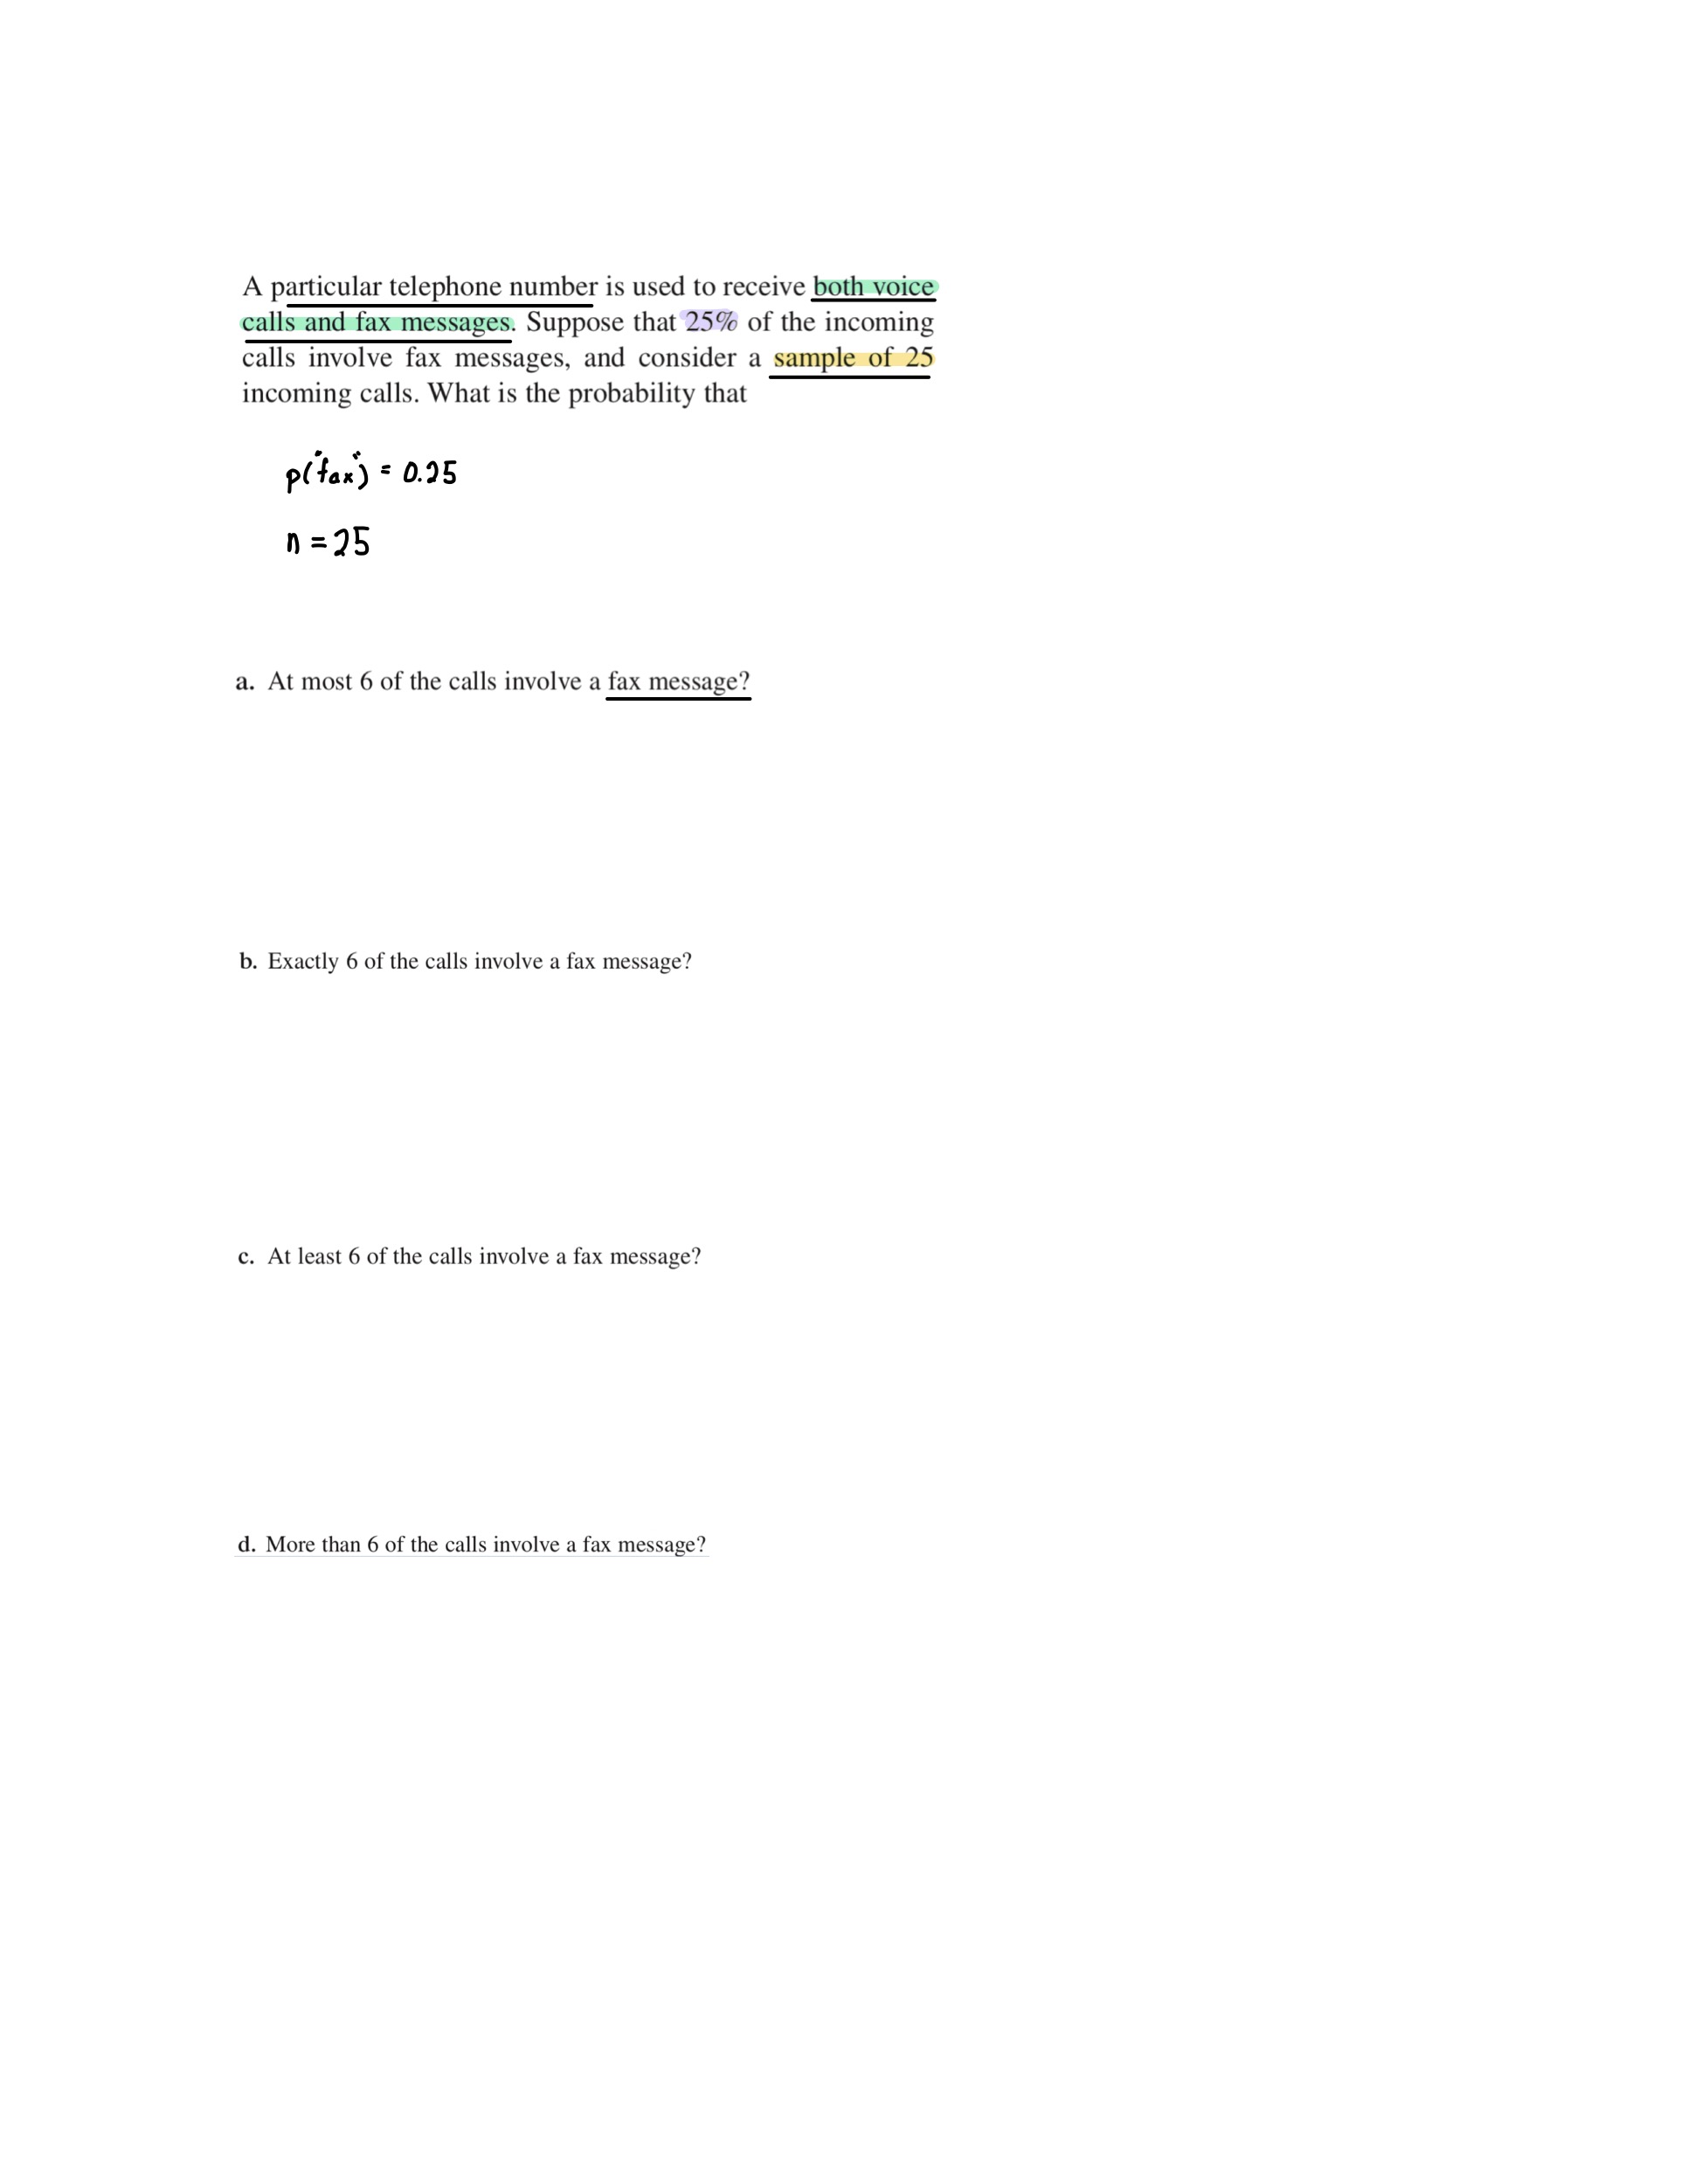 A particular telephone number is used to receive both voice
calls and fax messages. Suppose that 25% of the incoming
calls involve fax messages, and consider a sample of 25
incoming calls. What is the probability that
p("fax") = 0.25
n = 25
a. At most 6 of the calls involve a fax message?
b. Exactly 6 of the calls involve a fax message?
c. At least 6 of the calls involve a fax message?
d. More than 6 of the calls involve a fax message?